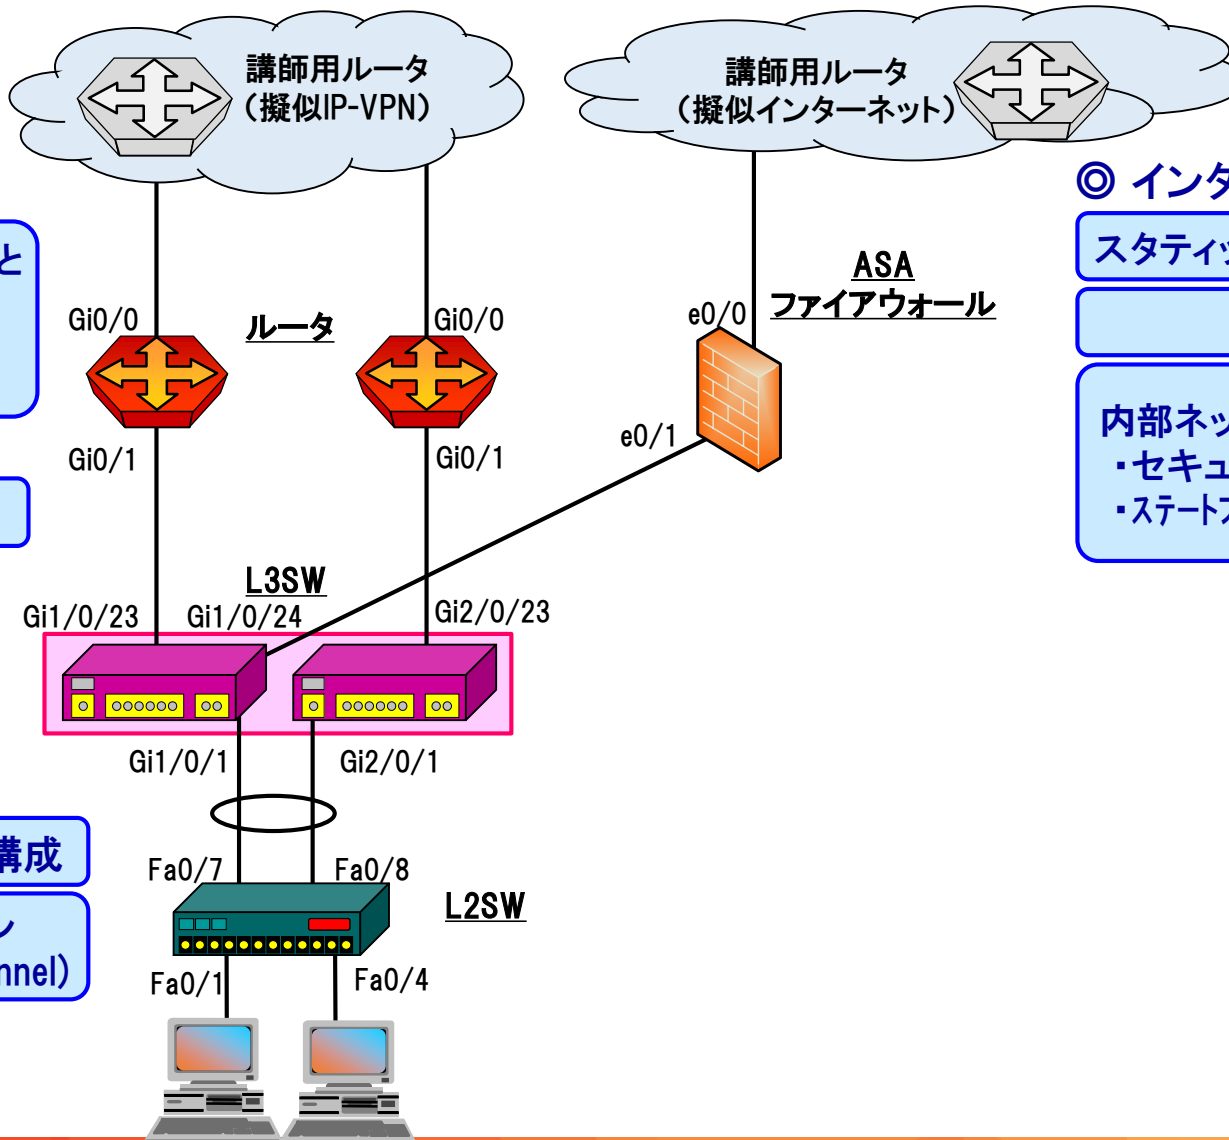 講師用ルータ
(擬似IP-VPN)
講師用ルータ
(擬似インターネット)
◎ インタ
と
スタティッ
ASA
ファイアウォール
Gi0/0
ルータ
Gi0/0
e0/0
内部ネッ
・セキュ
・ステートフ
e0/1
Gi0/1
Gi0/1
L3SW
Gi1/0/23
Gi1/0/24
Gi2/0/23
Gi1/0/1
Gi2/0/1
構成
Fa0/7
Fa0/8
L2SW
ン
nnel)
Fa0/1
Fa0/4